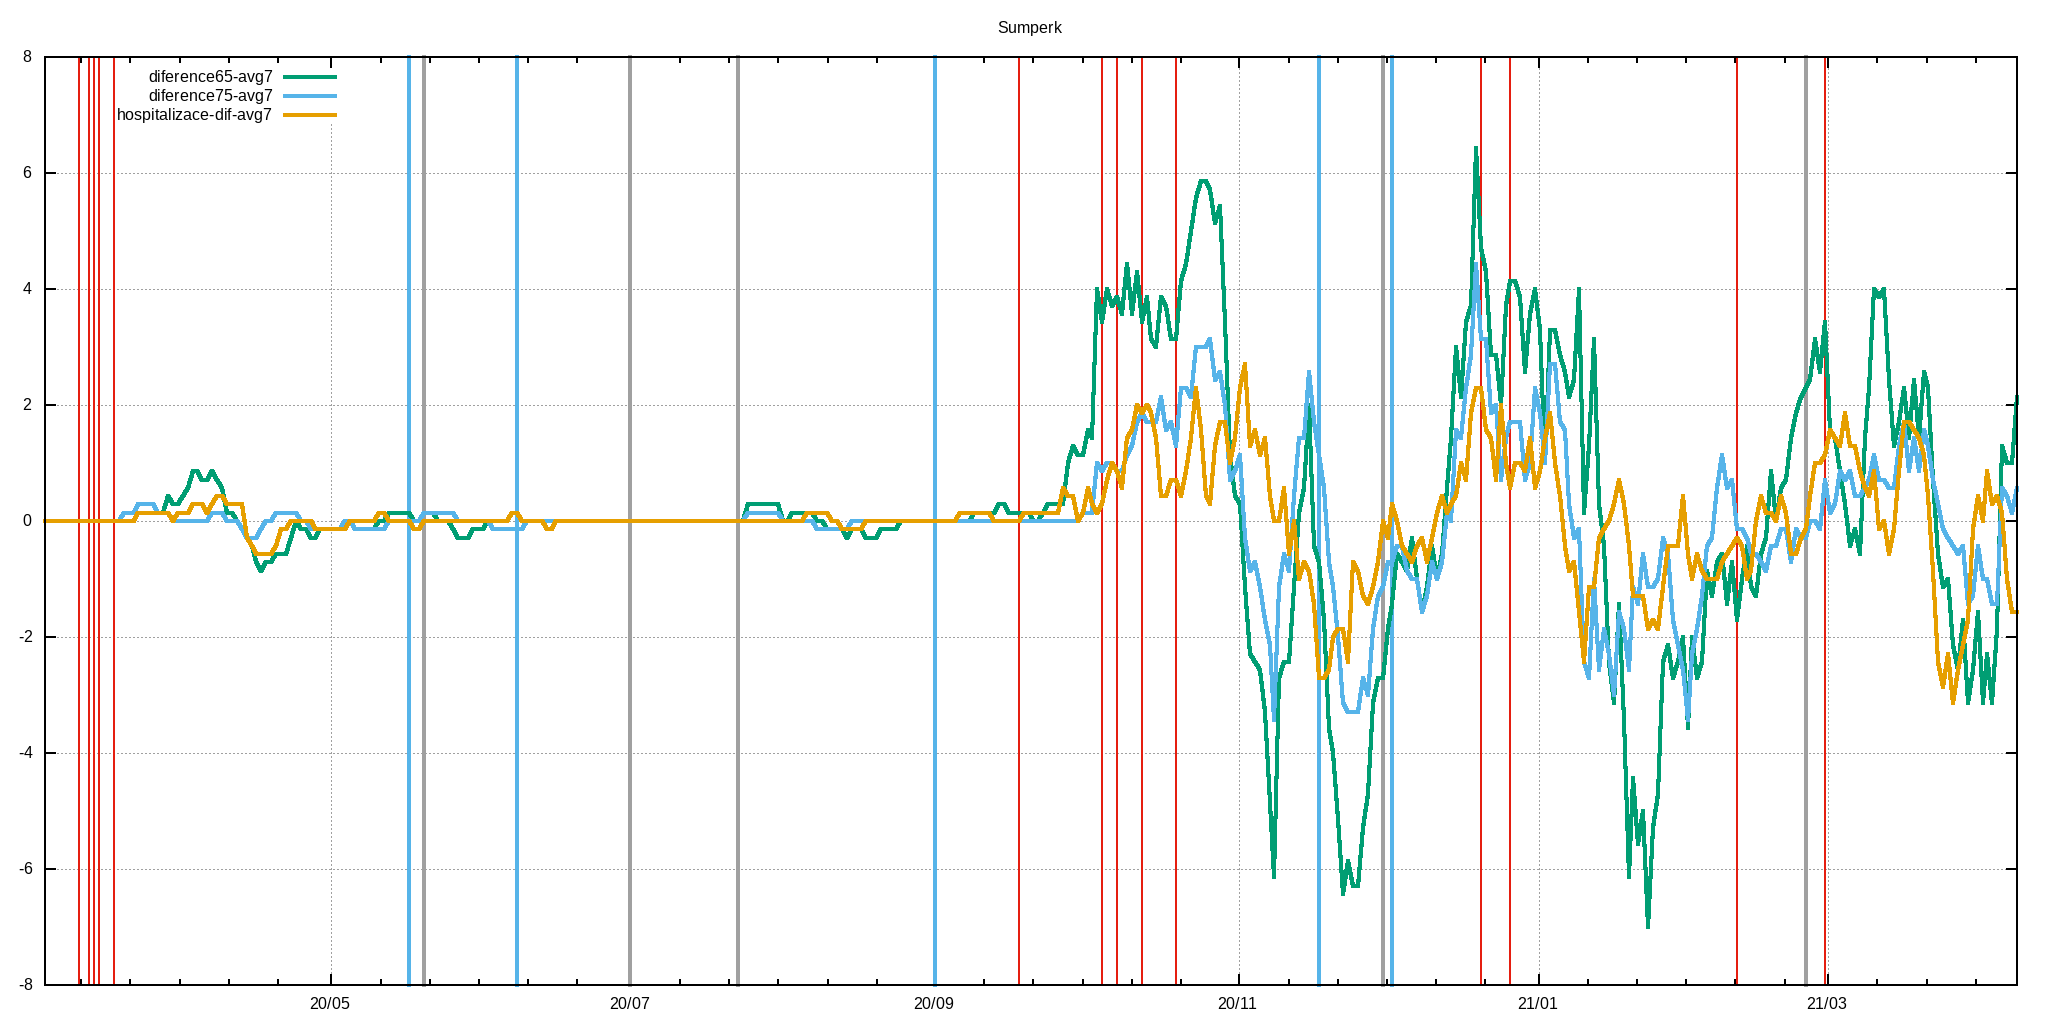 Sumperk
8
diference65-avg7
diference75-avg7
hospitalizace-dif-avg7
6
4
2
0
-2
-4
-6
-8
20/05 20/07 20/09 20/11 21/01 21/03